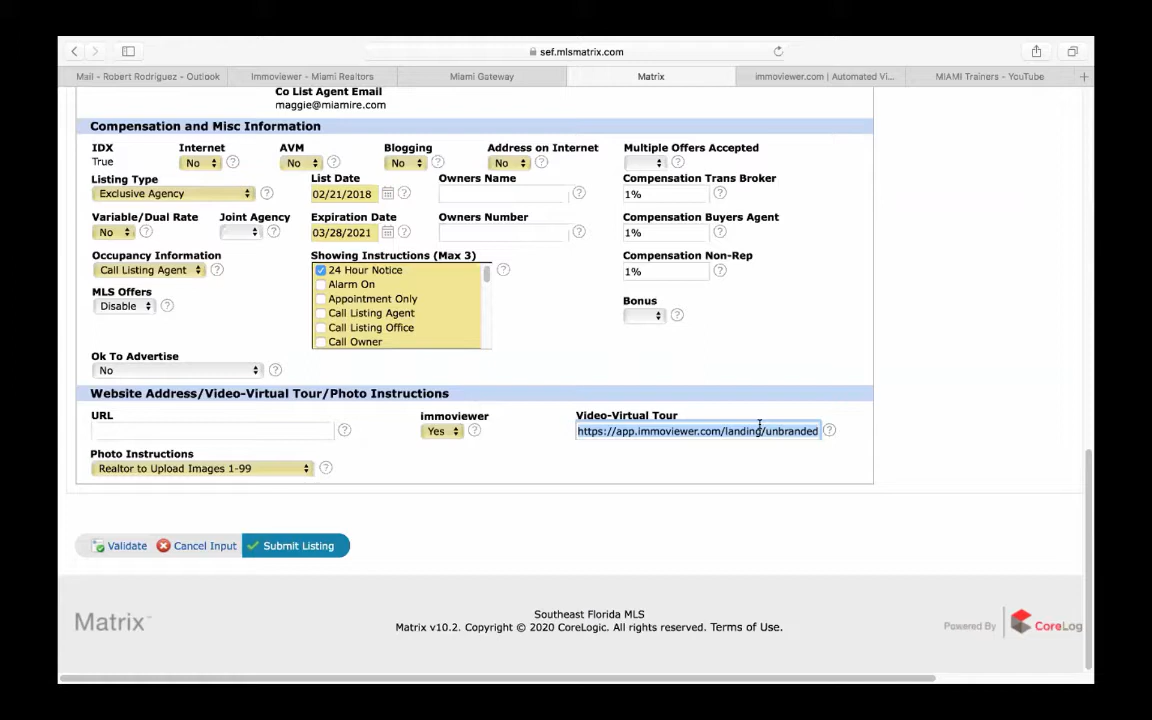 sef.mlsmatrix.com
Mail - Robert Rodriguez - Outlook
Immoviewer - Miami Realtors
Miami Gateway
Matrix
immoviewer.com | Automated Vi...
MIAMI Trainers - YouTube
Co List Agent Email
maggie@miamire.com
Compensation and Misc Information
IDX Internet AVM Blogging Address on Internet Multiple Offers Accepted
True No ? No ? No ? No ? ?
Listing Type List Date Owners Name Compensation Trans Broker
Exclusive Agency ? 02/21/2018 ? ? 1% ?
Variable/Dual Rate Joint Agency Expiration Date Owners Number Compensation Buyers Agent
No ? ? 03/28/2021 ? ? 1% ?
Occupancy Information Showing Instructions (Max 3) Compensation Non-Rep
Call Listing Agent ? 24 Hour Notice ? 1% ?
Alarm On
MLS Offers Appointment Only Bonus
Disable ? Call Listing Agent ?
Call Listing Office
Call Owner
Ok To Advertise
No ?
Website Address/Video-Virtual Tour/Photo Instructions
URL immoviewer Video-Virtual Tour
? Yes ? https://app.immoviewer.com/landing/unbranded ?
Photo Instructions
Realtor to Upload Images 1-99 ?
Validate Cancel Input Submit Listing
Matrix™
Southeast Florida MLS
Matrix v10.2. Copyright © 2020 CoreLogic. All rights reserved. Terms of Use.
Powered By CoreLog